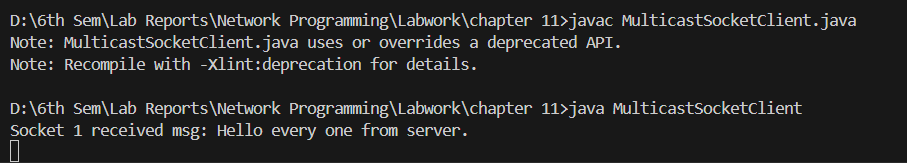 D:\6th Sem\Lab Reports\Network Programming\Labwork\chapter 11>javac MulticastSocketClient.java
Note: MulticastSocketClient.java uses or overrides a deprecated API.
Note: Recompile with -Xlint:deprecation for details.
D:\6th Sem\Lab Reports\Network Programming\Labwork\chapter 11>java MulticastSocketClient
Socket 1 received msg: Hello every one from server.